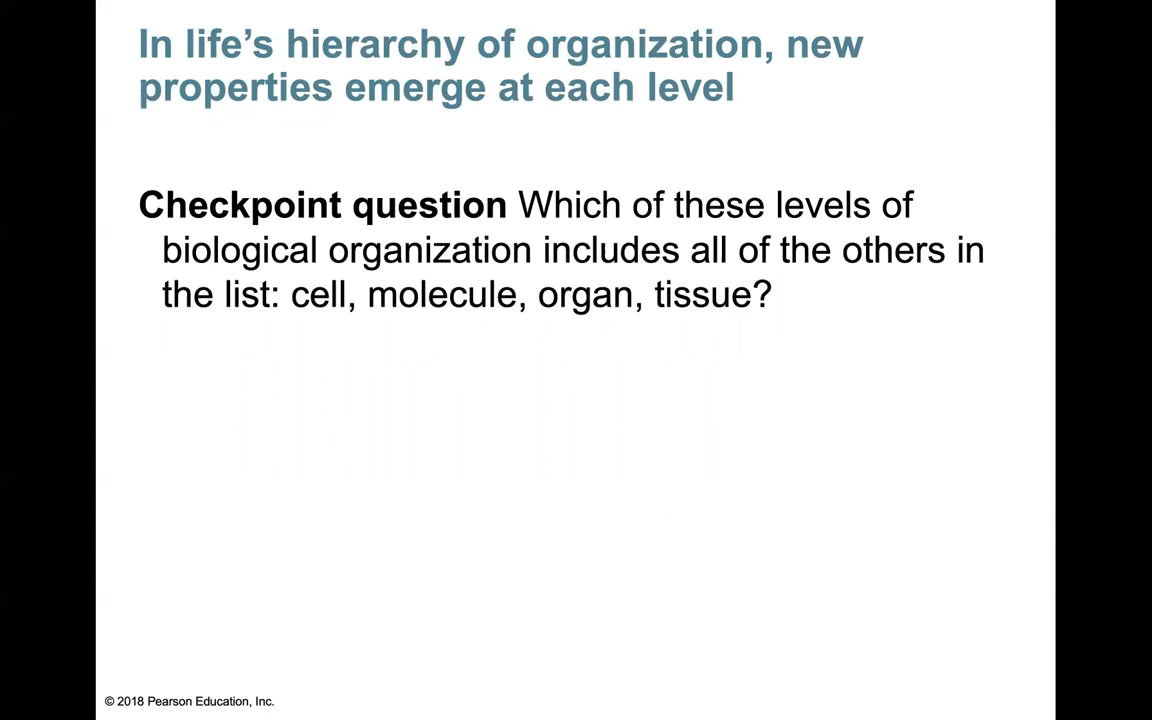 In life’s hierarchy of organization, new
properties emerge at each level
Checkpoint question Which of these levels of
biological organization includes all of the others in
the list: cell, molecule, organ, tissue?
© 2018 Pearson Education, Inc.